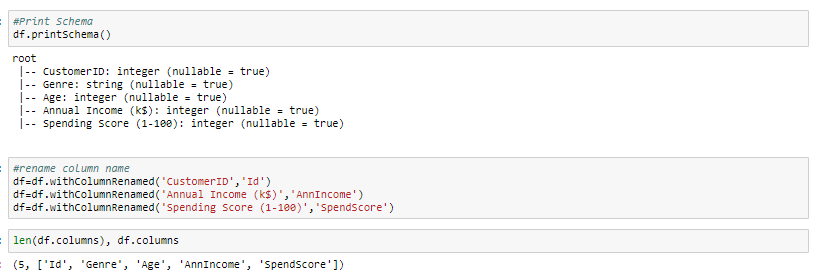 #Print Schema
df.printSchema()
root
 |-- CustomerID: integer (nullable = true)
 |-- Genre: string (nullable = true)
 |-- Age: integer (nullable = true)
 |-- Annual Income (k$): integer (nullable = true)
 |-- Spending Score (1-100): integer (nullable = true)
#rename column name
df=df.withColumnRenamed('CustomerID','Id')
df=df.withColumnRenamed('Annual Income (k$)','AnnIncome')
df=df.withColumnRenamed('Spending Score (1-100)','SpendScore')
len(df.columns), df.columns
(5, ['Id', 'Genre', 'Age', 'AnnIncome', 'SpendScore'])